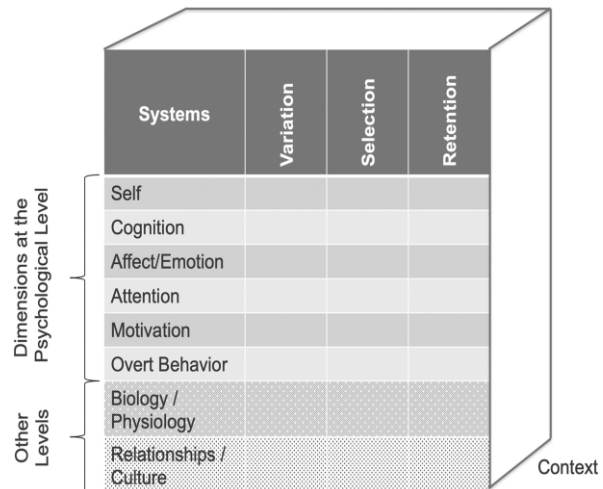 Systems
Variation
Selection
Retention
Dimensions at the
Psychological Level
Self
Cognition
Affect/Emotion
Attention
Motivation
Overt Behavior
Other
Levels
Biology /
Physiology
Relationships /
Culture
Context